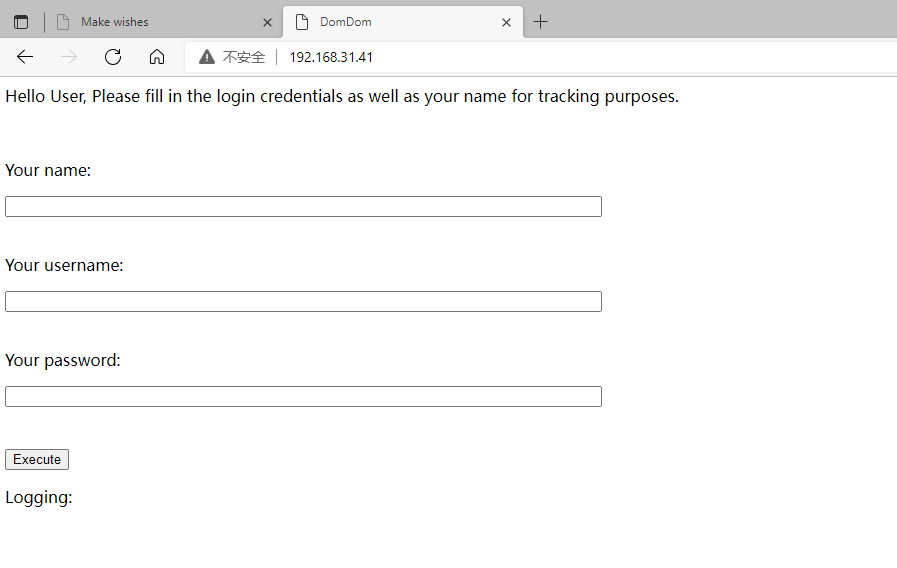 Make wishes
DomDom
不安全
192.168.31.41
Hello User, Please fill in the login credentials as well as your name for tracking purposes.
Your name:
Your username:
Your password:
Execute
Logging: